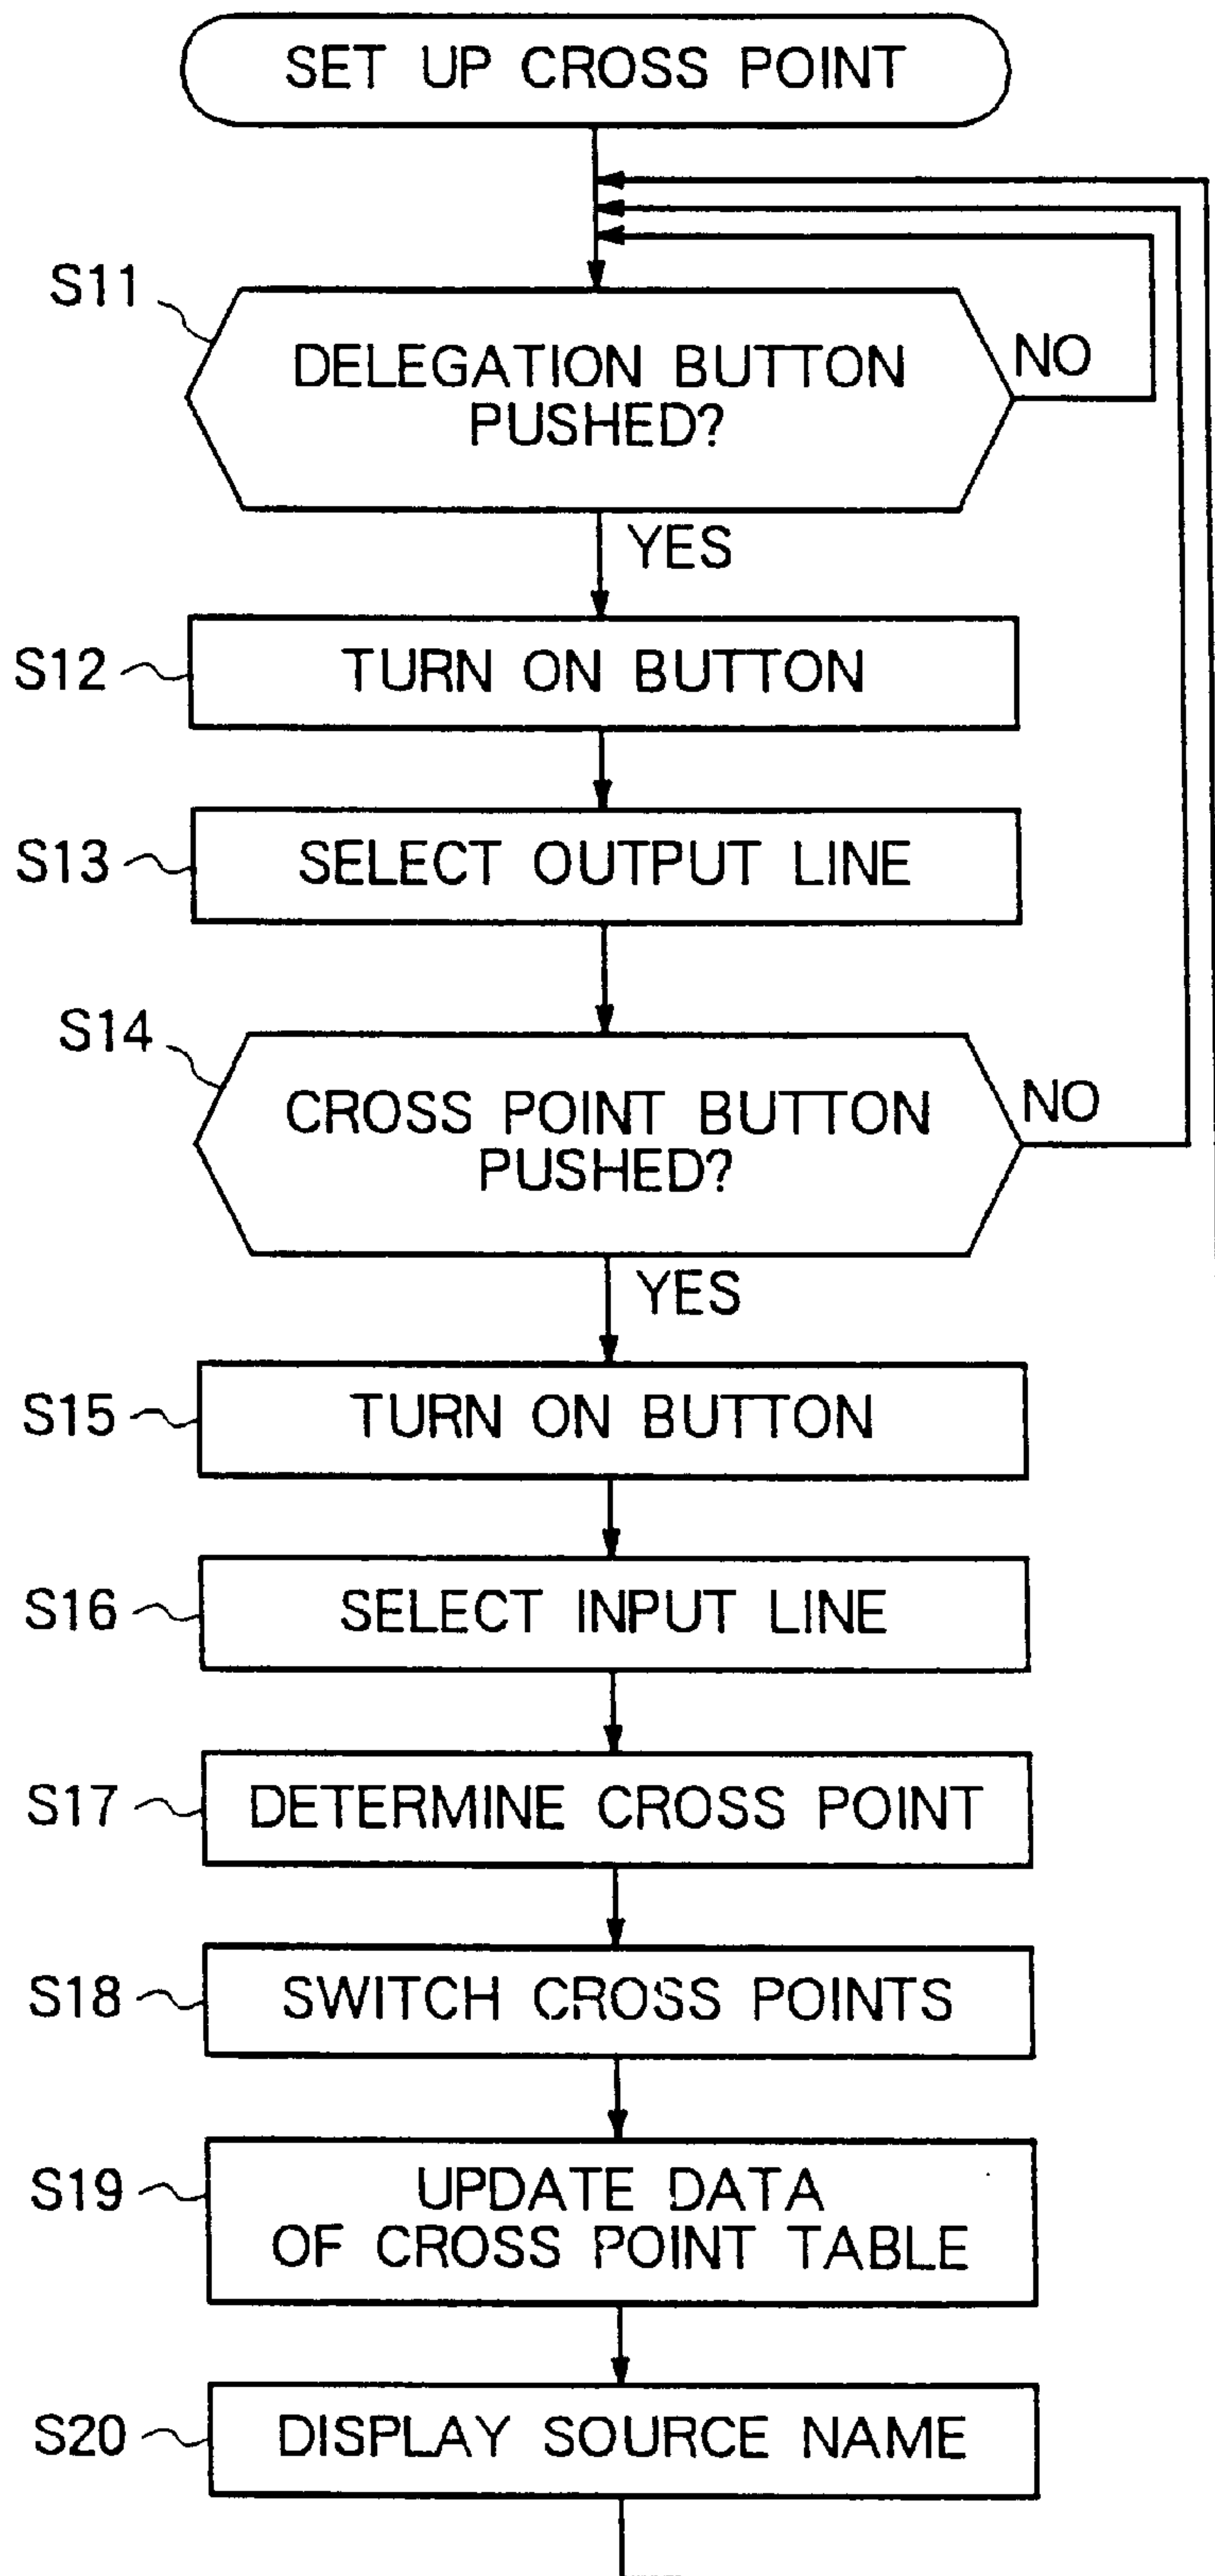 SET UP CROSS POINT
S11
DELEGATION BUTTON
PUSHED?
NO
YES
S12
TURN ON BUTTON
S13
SELECT OUTPUT LINE
S14
CROSS POINT BUTTON
PUSHED?
NO
YES
S15
TURN ON BUTTON
S16
SELECT INPUT LINE
S17
DETERMINE CROSS POINT
S18
SWITCH CROSS POINTS
S19
UPDATE DATA
OF CROSS POINT TABLE
S20
DISPLAY SOURCE NAME